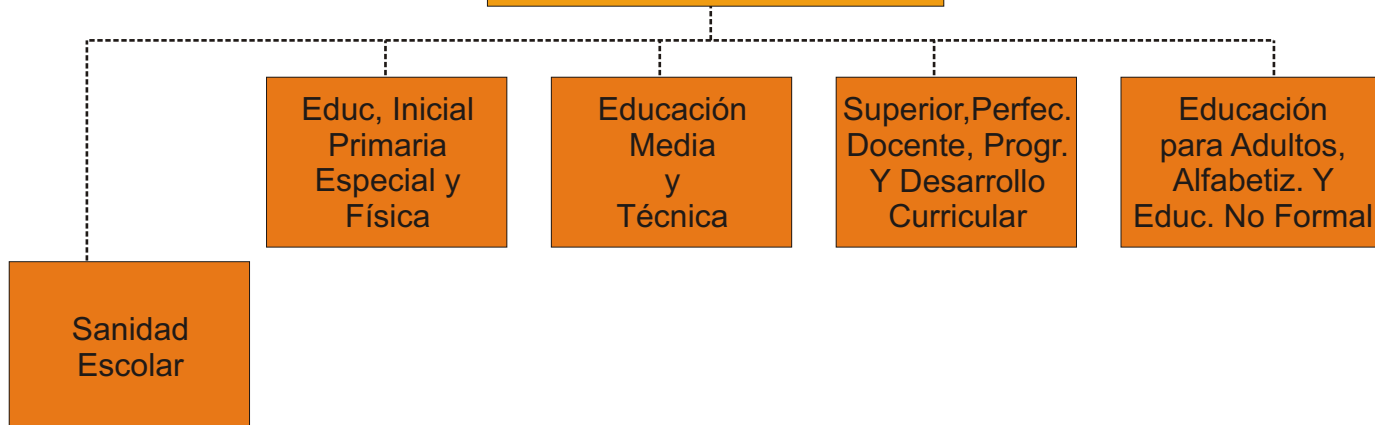 Educ, Inicial
Primaria
Especial y
Física
Educación
Media
y
Técnica
Superior,Perfec.
Docente, Progr.
Y Desarrollo
Curricular
Educación
para Adultos,
Alfabetiz. Y
Educ. No Formal
Sanidad
Escolar